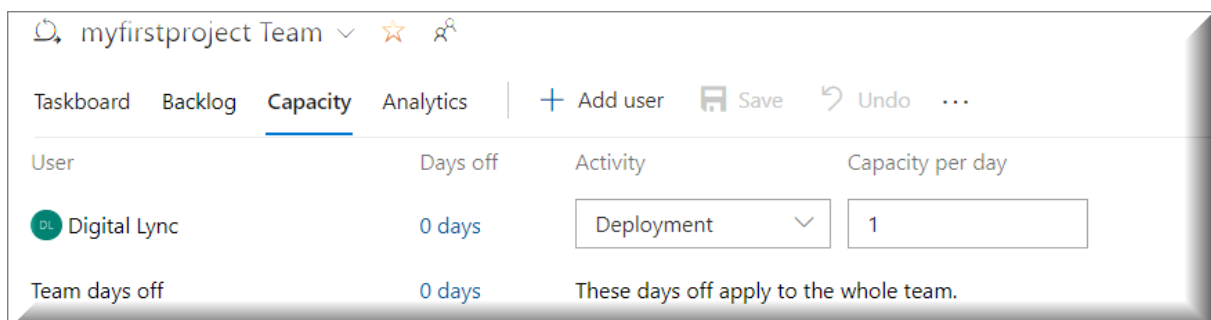 myfirstproject Team
Taskboard Backlog Capacity Analytics + Add user Save Undo ...
User Days off Activity Capacity per day
DL Digital Lync 0 days Deployment 1
Team days off 0 days These days off apply to the whole team.